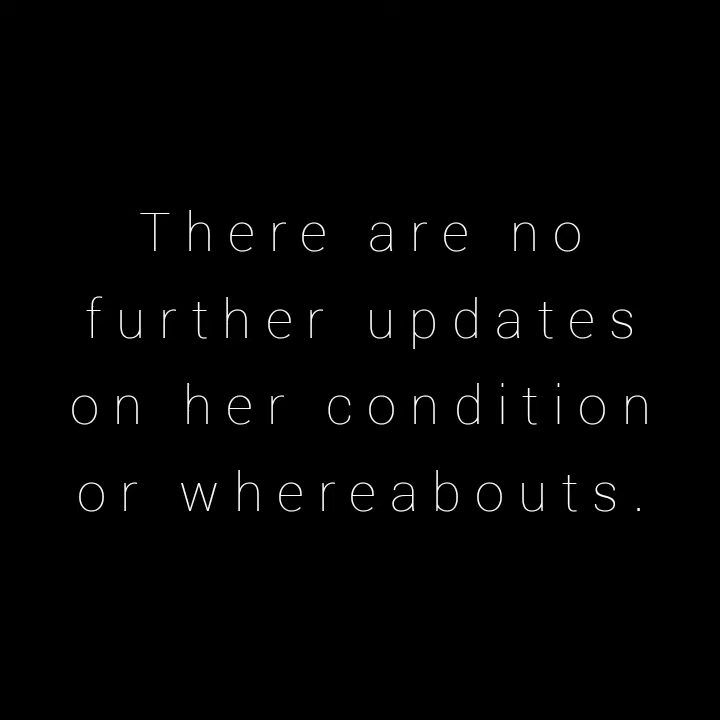 There are no
further updates
on her condition
or whereabouts.